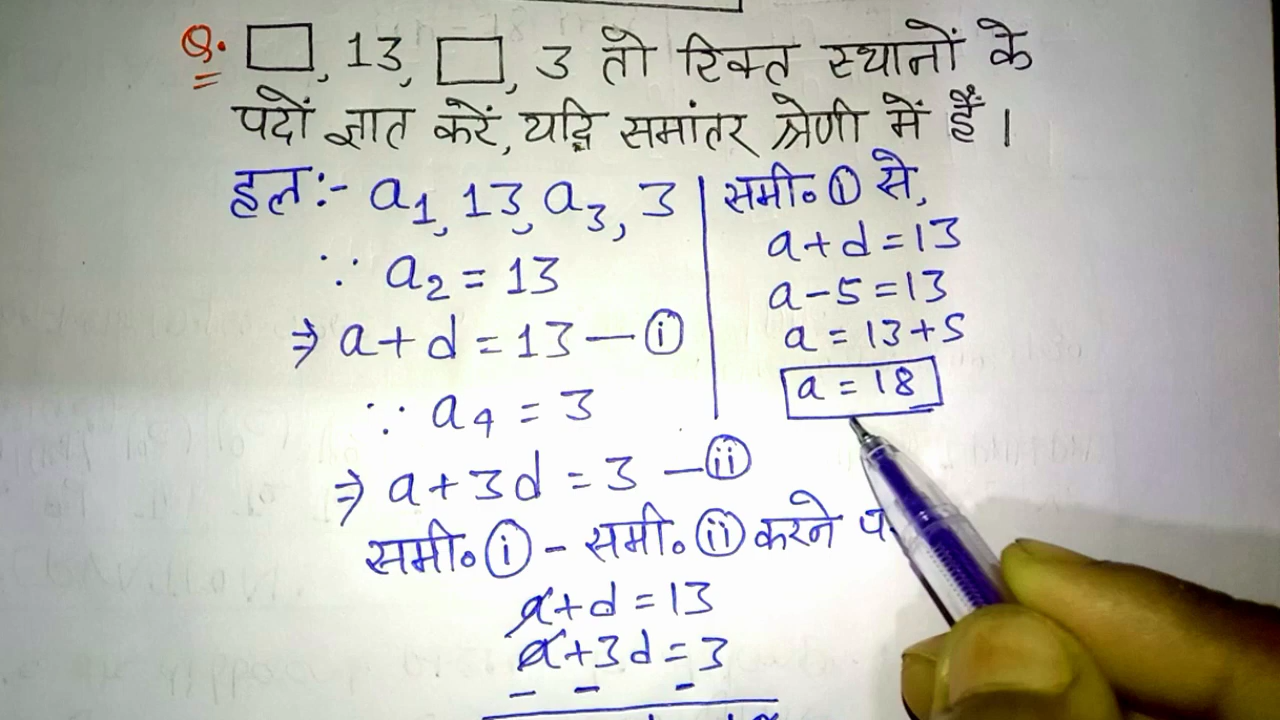 Q. □, 13, □, 3 तो रिक्त स्थानों के
पदों ज्ञात करें, यदि समांतर श्रेणी में हैं।
हल:- a₁, 13, a₃, 3
∵ a₂ = 13
⇒ a + d = 13 — (i)
∵ a₄ = 3
⇒ a + 3d = 3 — (ii)
समी० (i) - समी० (ii) करने
a + d = 13
a + 3d = 3
- - -
समी० (i) से,
a + d = 13
a - 5 = 13
a = 13 + 5
a = 18